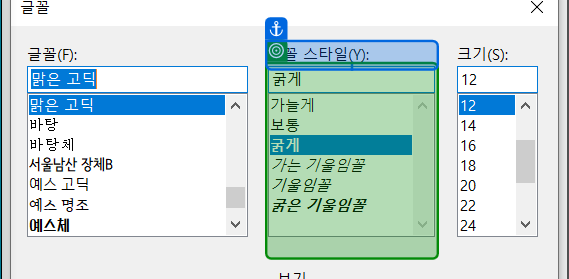 글꼴
글꼴(F):
꼴 스타일(Y):
크기(S):
맑은 고딕
굵게
12
맑은 고딕
바탕
바탕체
서울남산 장체B
예스 고딕
예스 명조
예스체
가늘게
보통
굵게
가는 기울임꼴
기울임꼴
굵은 기울임꼴
12
14
16
18
20
22
24
보기